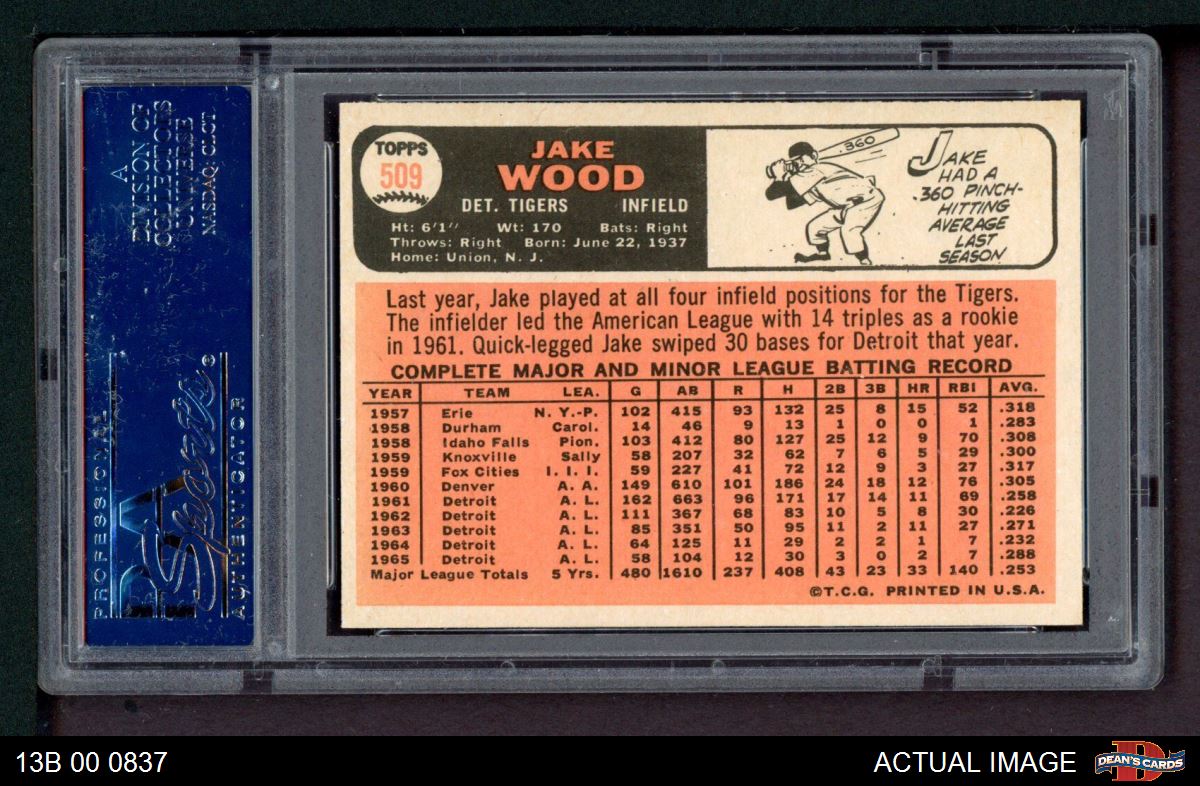 A
DIVISION OF
COLLECTORS
UNIVERSE
NASDAQ: CLCT
PROFESSIONAL
PSA
Sports
®
AUTHENTICATOR
TOPPS
509
JAKE
WOOD
DET. TIGERS INFIELD
Ht: 6'1" Wt: 170 Bats: Right
Throws: Right Born: June 22, 1937
Home: Union, N. J.
.360
JAKE
HAD A
.360 PINCH-
HITTING
AVERAGE
LAST
SEASON
Last year, Jake played at all four infield positions for the Tigers.
The infielder led the American League with 14 triples as a rookie
in 1961. Quick-legged Jake swiped 30 bases for Detroit that year.
COMPLETE MAJOR AND MINOR LEAGUE BATTING RECORD
YEAR TEAM LEA. G AB R H 2B 3B HR RBI AVG.
1957 Erie N. Y.-P. 102 415 93 132 25 8 15 52 .318
1958 Durham Carol. 14 46 9 13 1 0 0 1 .283
1958 Idaho Falls Pion. 103 412 80 127 25 12 9 70 .308
1959 Knoxville Sally 58 207 32 62 7 6 5 29 .300
1959 Fox Cities I. I. I. 59 227 41 72 12 9 3 27 .317
1960 Denver A. A. 149 610 101 186 24 18 12 76 .305
1961 Detroit A. L. 162 663 96 171 17 14 11 69 .258
1962 Detroit A. L. 111 367 68 83 10 5 8 30 .226
1963 Detroit A. L. 85 351 50 95 11 2 11 27 .271
1964 Detroit A. L. 64 125 11 29 2 2 1 7 .232
1965 Detroit A. L. 58 104 12 30 3 0 2 7 .288
Major League Totals 5 Yrs. 480 1610 237 408 43 23 33 140 .253
©T.C.G. PRINTED IN U.S.A.
13B 00 0837
ACTUAL IMAGE
D
DEAN'S CARDS